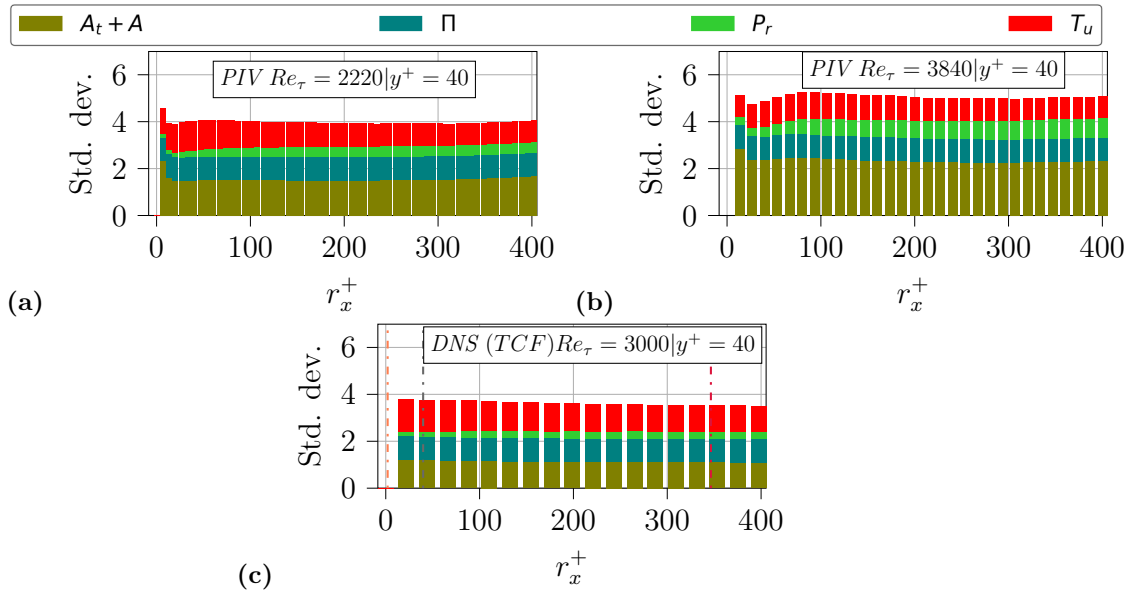 A_t + A Π P_r T_u
6
4
2
0
Std. dev.
PIV Re_τ = 2220|y^+ = 40
0 100 200 300 400
r_x^+
(a)
6
4
2
0
Std. dev.
PIV Re_τ = 3840|y^+ = 40
0 100 200 300 400
r_x^+
(b)
6
4
2
0
Std. dev.
DNS (TCF)Re_τ = 3000|y^+ = 40
0 100 200 300 400
r_x^+
(c)